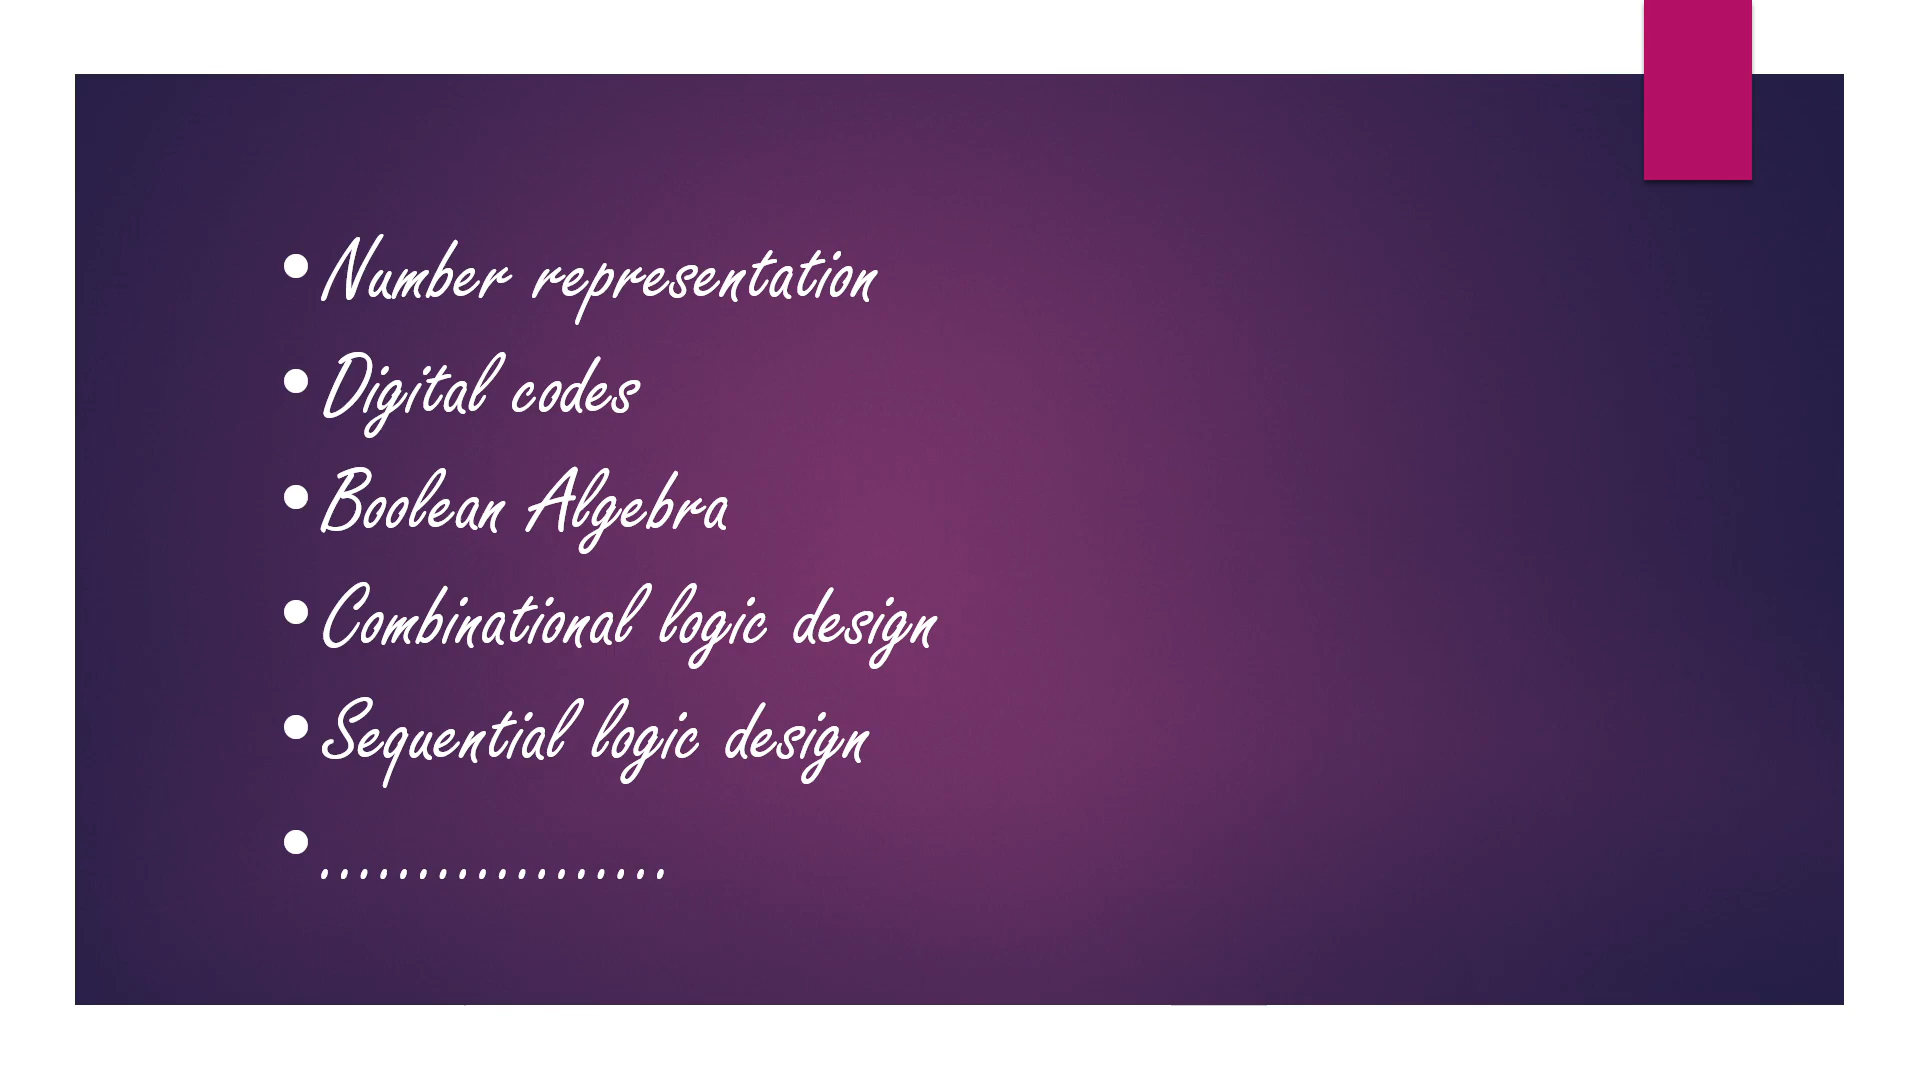 • Number representation
• Digital codes
• Boolean Algebra
• Combinational logic design
• Sequential logic design
• ..................